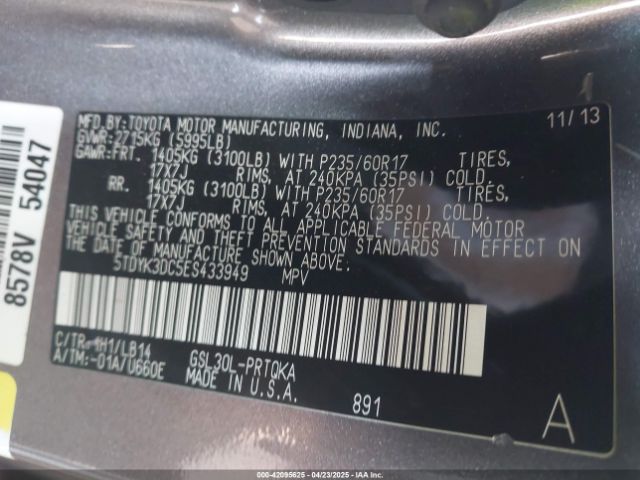 MFD.BY:TOYOTA MOTOR MANUFACTURING, INDIANA, INC. 11/13
GVWR:2715KG (5995LB)
GAWR:FRT. 1405KG (3100LB) WITH P235/60R17 TIRES,
17X7J RIMS, AT 240KPA (35PSI) COLD.
RR. 1405KG (3100LB) WITH P235/60R17 TIRES,
17X7J RIMS, AT 240KPA (35PSI) COLD.
THIS VEHICLE CONFORMS TO ALL APPLICABLE FEDERAL MOTOR
VEHICLE SAFETY AND THEFT PREVENTION STANDARDS IN EFFECT ON
THE DATE OF MANUFACTURE SHOWN ABOVE.
5TDYK3DC5ES433949 MPV
C/TR:1H1/LB14
A/TM:-01A/U660E
GSL30L-PRTQKA
MADE IN U.S.A.
891
A
8578V 54047
000-42095625 - 04/23/2025 - IAAI.COM